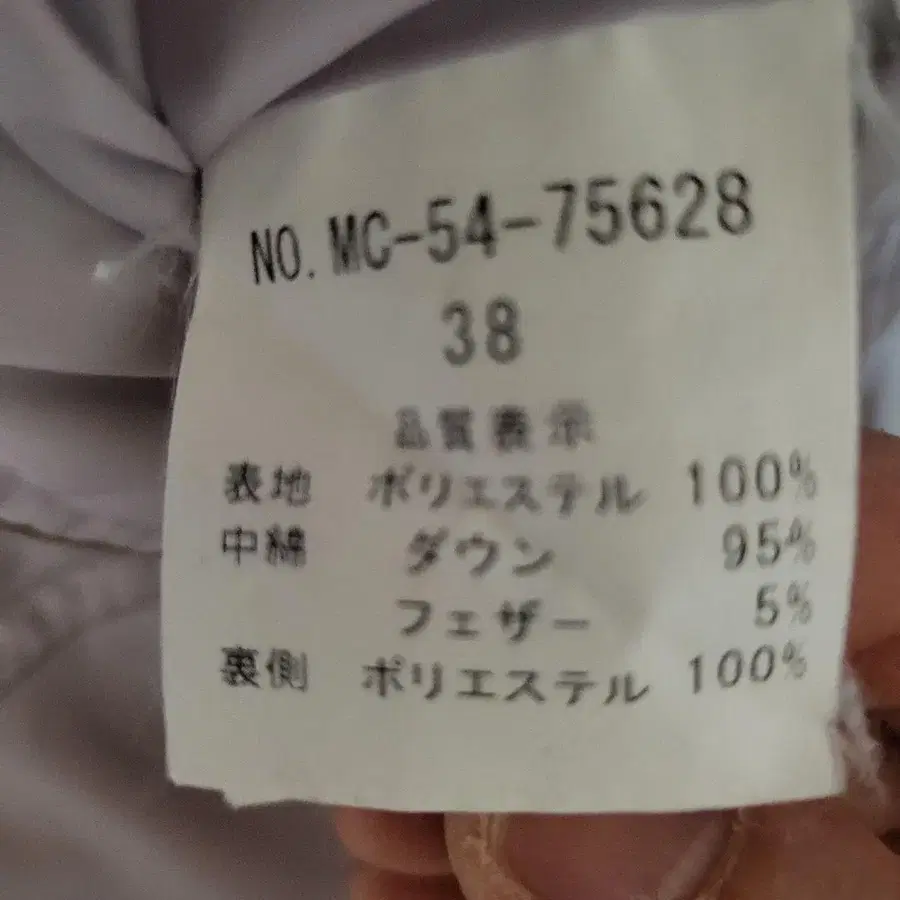 NO. MC-54-75628
38
品質表示
表地 ポリエステル 100%
中綿 ダウン 95%
フェザー 5%
裏側 ポリエステル 100%